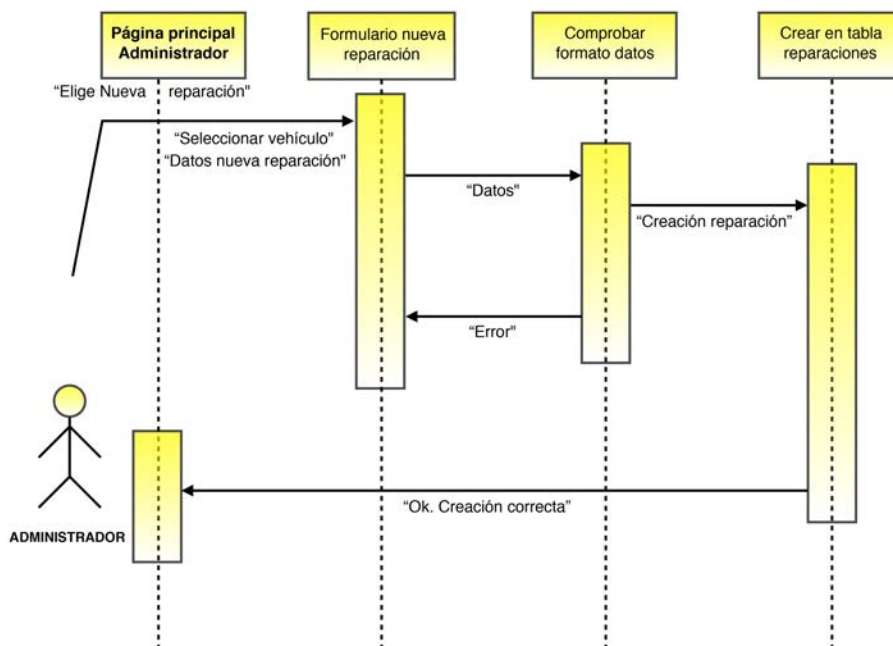 Página principal
Administrador
Formulario nueva
reparación
Comprobar
formato datos
Crear en tabla
reparaciones
“Elige Nueva reparación"
“Seleccionar vehículo"
“Datos nueva reparación"
“Datos"
“Creación reparación”
“Error"
“Ok. Creación correcta”
ADMINISTRADOR